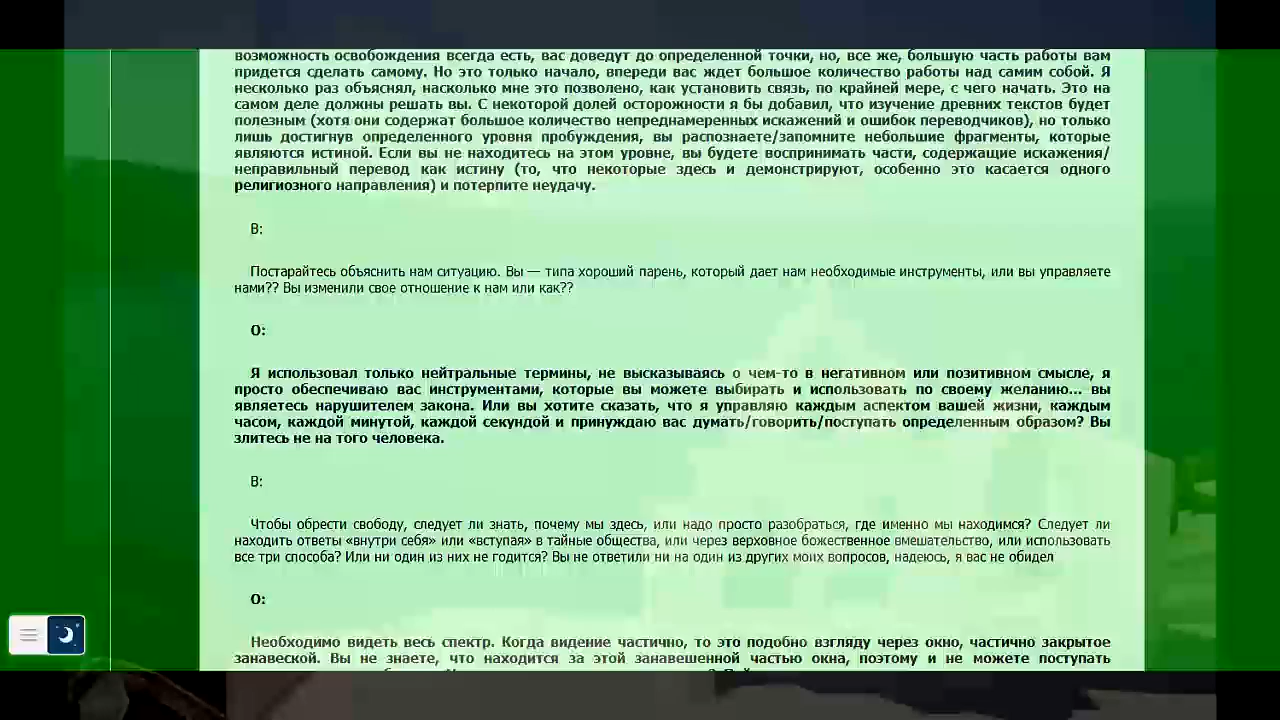 возможность освобождения всегда есть, вас доведут до определенной точки, но, все же, большую часть работы вам
придется сделать самому. Но это только начало, впереди вас ждет большое количество работы над самим собой. Я
несколько раз объяснял, насколько мне это позволено, как установить связь, по крайней мере, с чего начать. Это на
самом деле должны решать вы. С некоторой долей осторожности я бы добавил, что изучение древних текстов будет
полезным (хотя они содержат большое количество непреднамеренных искажений и ошибок переводчиков), но только
лишь достигнув определенного уровня пробуждения, вы распознаете/запомните небольшие фрагменты, которые
являются истиной. Если вы не находитесь на этом уровне, вы будете воспринимать части, содержащие искажения/
неправильный перевод как истину (то, что некоторые здесь и демонстрируют, особенно это касается одного
религиозного направления) и потерпите неудачу.
В:
Постарайтесь объяснить нам ситуацию. Вы — типа хороший парень, который дает нам необходимые инструменты, или вы управляете
нами?? Вы изменили свое отношение к нам или как??
О:
Я использовал только нейтральные термины, не высказываясь о чем-то в негативном или позитивном смысле, я
просто обеспечиваю вас инструментами, которые вы можете выбирать и использовать по своему желанию... вы
являетесь нарушителем закона. Или вы хотите сказать, что я управляю каждым аспектом вашей жизни, каждым
часом, каждой минутой, каждой секундой и принуждаю вас думать/говорить/поступать определенным образом? Вы
злитесь не на того человека.
В:
Чтобы обрести свободу, следует ли знать, почему мы здесь, или надо просто разобраться, где именно мы находимся? Следует ли
находить ответы «внутри себя» или «вступая» в тайные общества, или через верховное божественное вмешательство, или использовать
все три способа? Или ни один из них не годится? Вы не ответили ни на один из других моих вопросов, надеюсь, я вас не обидел
О:
Необходимо видеть весь спектр. Когда видение частично, то это подобно взгляду через окно, частично закрытое
занавеской. Вы не знаете, что находится за этой занавешенной частью окна, поэтому и не можете поступать